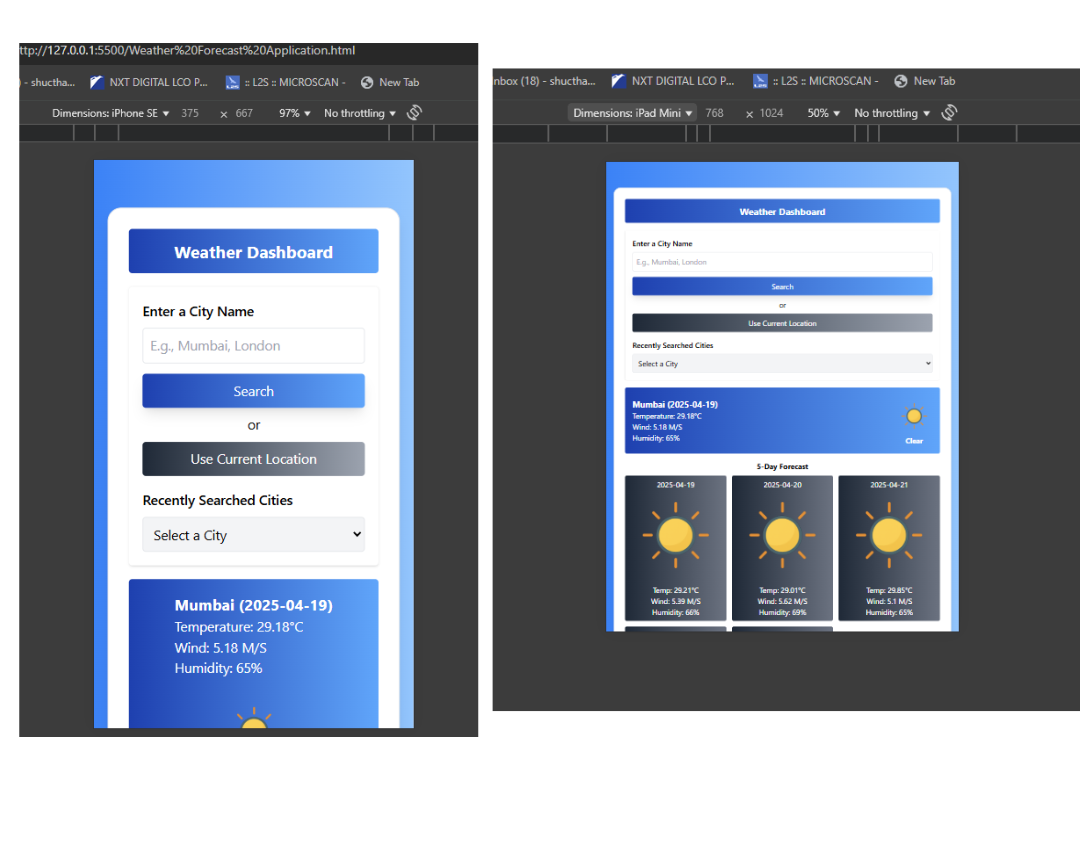 ttp://127.0.0.1:5500/Weather%20Forecast%20Application.html
) - shuctha... NXT DIGITAL LCO P... L2S :: L2S :: MICROSCAN - New Tab
Dimensions: iPhone SE ▾ 375 × 667 97% ▾ No throttling ▾
Weather Dashboard
Enter a City Name
E.g., Mumbai, London
Search
or
Use Current Location
Recently Searched Cities
Select a City
Mumbai (2025-04-19)
Temperature: 29.18°C
Wind: 5.18 M/S
Humidity: 65%
nbox (18) - shuctha... NXT DIGITAL LCO P... L2S :: L2S :: MICROSCAN - New Tab
Dimensions: iPad Mini ▾ 768 × 1024 50% ▾ No throttling ▾
Weather Dashboard
Enter a City Name
E.g., Mumbai, London
Search
or
Use Current Location
Recently Searched Cities
Select a City
Mumbai (2025-04-19)
Temperature: 29.18°C
Wind: 5.18 M/S
Humidity: 65%
Clear
5-Day Forecast
2025-04-19 2025-04-20 2025-04-21
Temp: 29.21°C Temp: 29.01°C Temp: 29.85°C
Wind: 5.39 M/S Wind: 5.62 M/S Wind: 5.1 M/S
Humidity: 66% Humidity: 69% Humidity: 65%